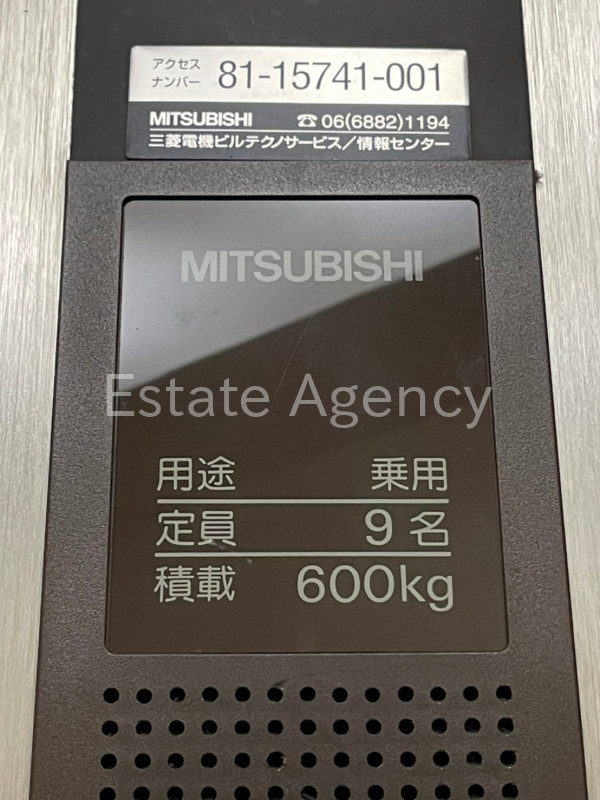 アクセス
ナンバー 81-15741-001
MITSUBISHI ☎ 06(6882)1194
三菱電機ビルテクノサービス/情報センター
MITSUBISHI
Estate Agency
用途 乗用
定員 9名
積載 600kg